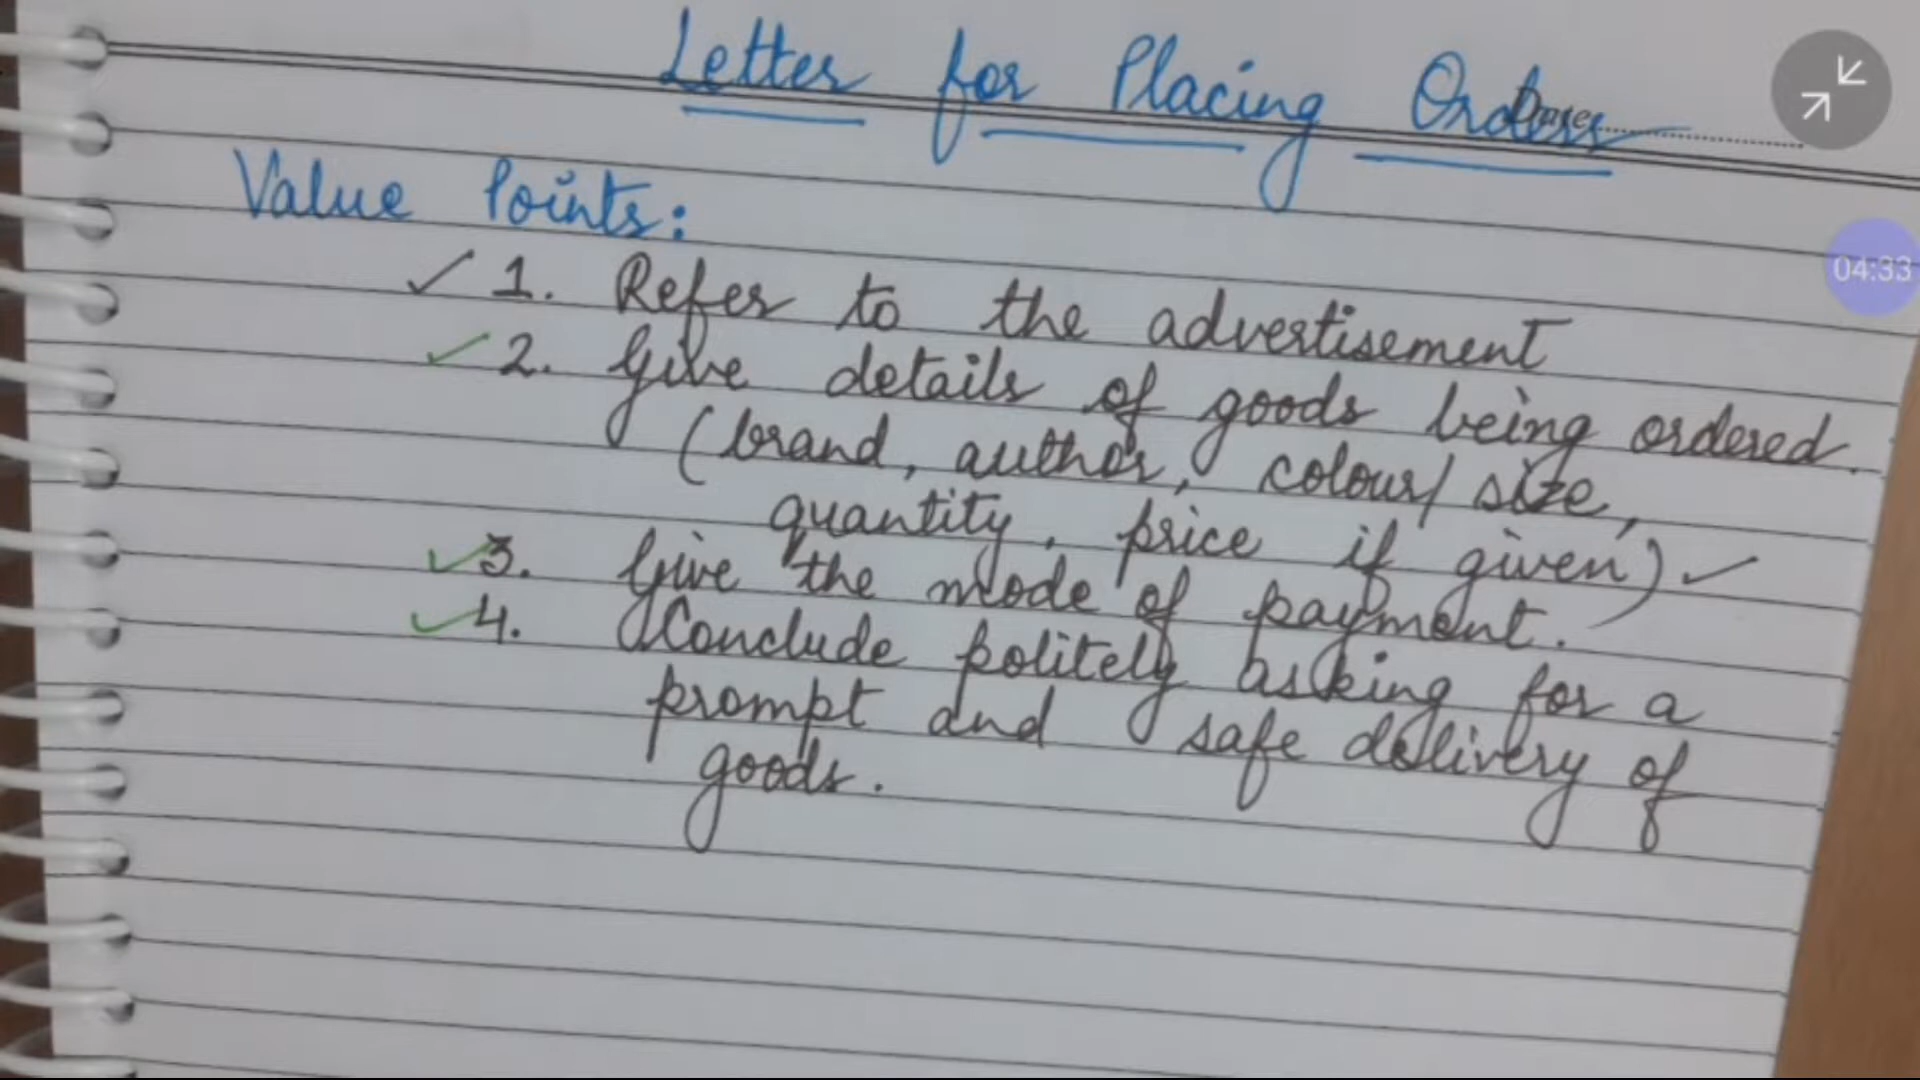 Letter for Placing Orders
Value Points:
✓ 1. Refer to the advertisement
✓ 2. Give details of goods being ordered.
(brand, author, colour/ size,
quantity, price if given) ✓
✓ 3. Give the mode of payment.
✓ 4. Conclude politely asking for a
prompt and safe delivery of
goods.
04:33